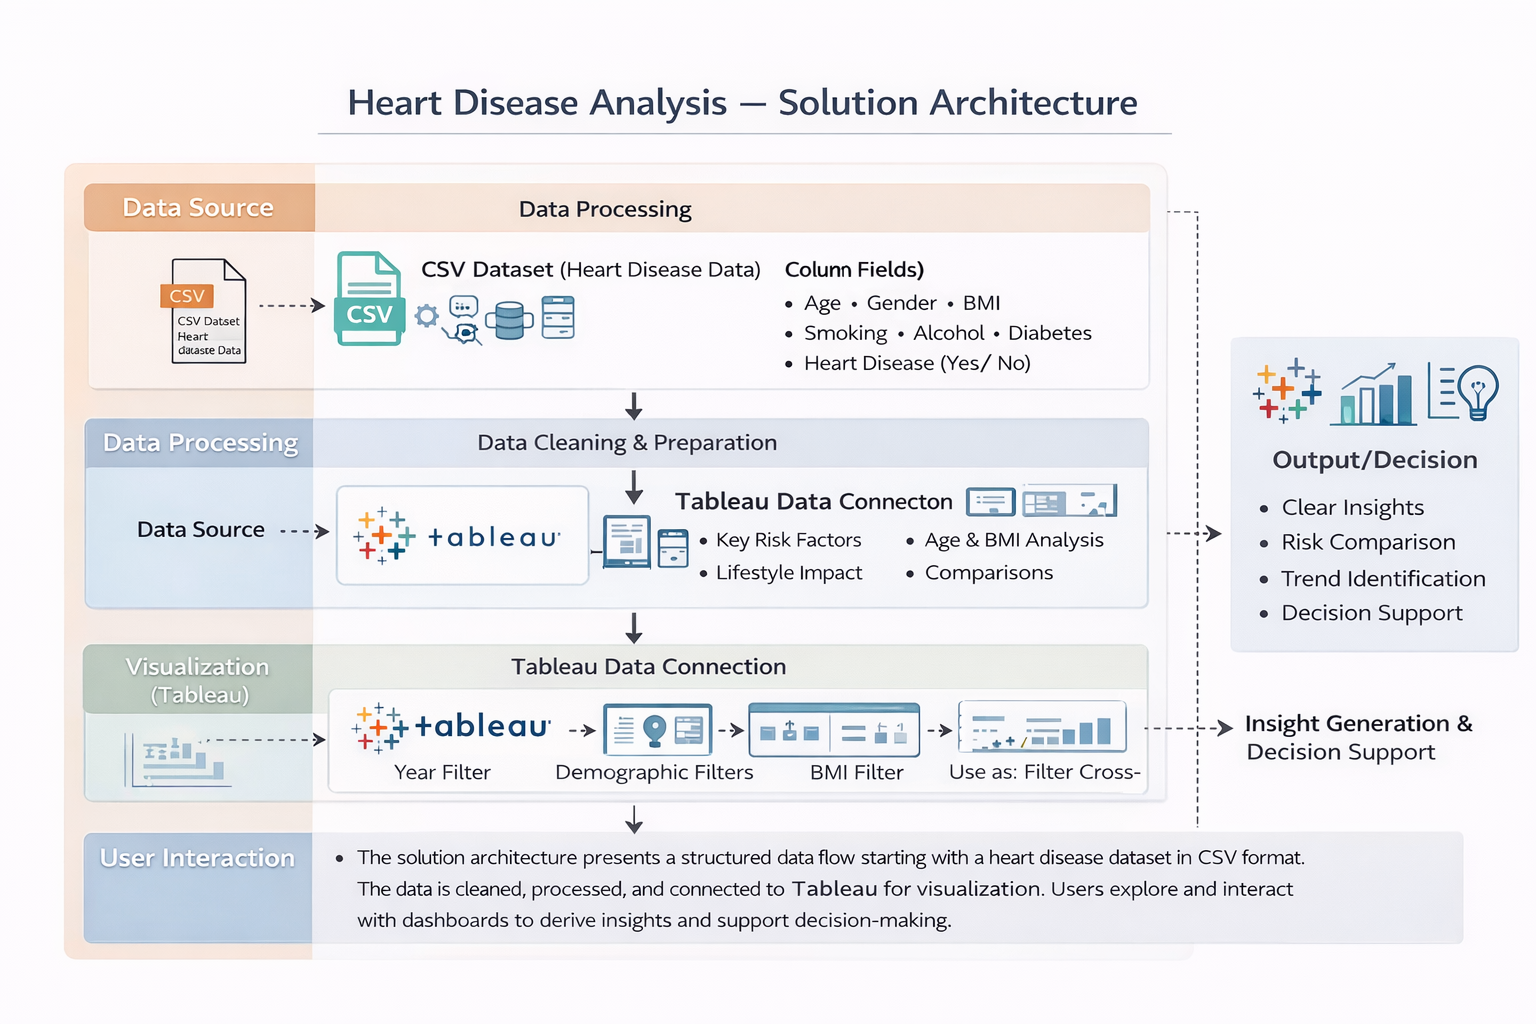 Heart Disease Analysis — Solution Architecture
Data Source
Data Processing
CSV
CSV Datset
Heart
dataste Data
CSV
CSV Dataset (Heart Disease Data)
Column Fields)
• Age • Gender • BMI
• Smoking • Alcohol • Diabetes
• Heart Disease (Yes/ No)
Data Processing
Data Cleaning & Preparation
Data Source
tableau
Tableau Data Connecton
• Key Risk Factors
• Age & BMI Analysis
• Lifestyle Impact
• Comparisons
Output/Decision
• Clear Insights
• Risk Comparison
• Trend Identification
• Decision Support
Visualization
(Tableau)
Tableau Data Connection
tableau
Year Filter
Demographic Filters
BMI Filter
Use as: Filter Cross-
Insight Generation &
Decision Support
User Interaction
• The solution architecture presents a structured data flow starting with a heart disease dataset in CSV format.
The data is cleaned, processed, and connected to Tableau for visualization. Users explore and interact
with dashboards to derive insights and support decision-making.